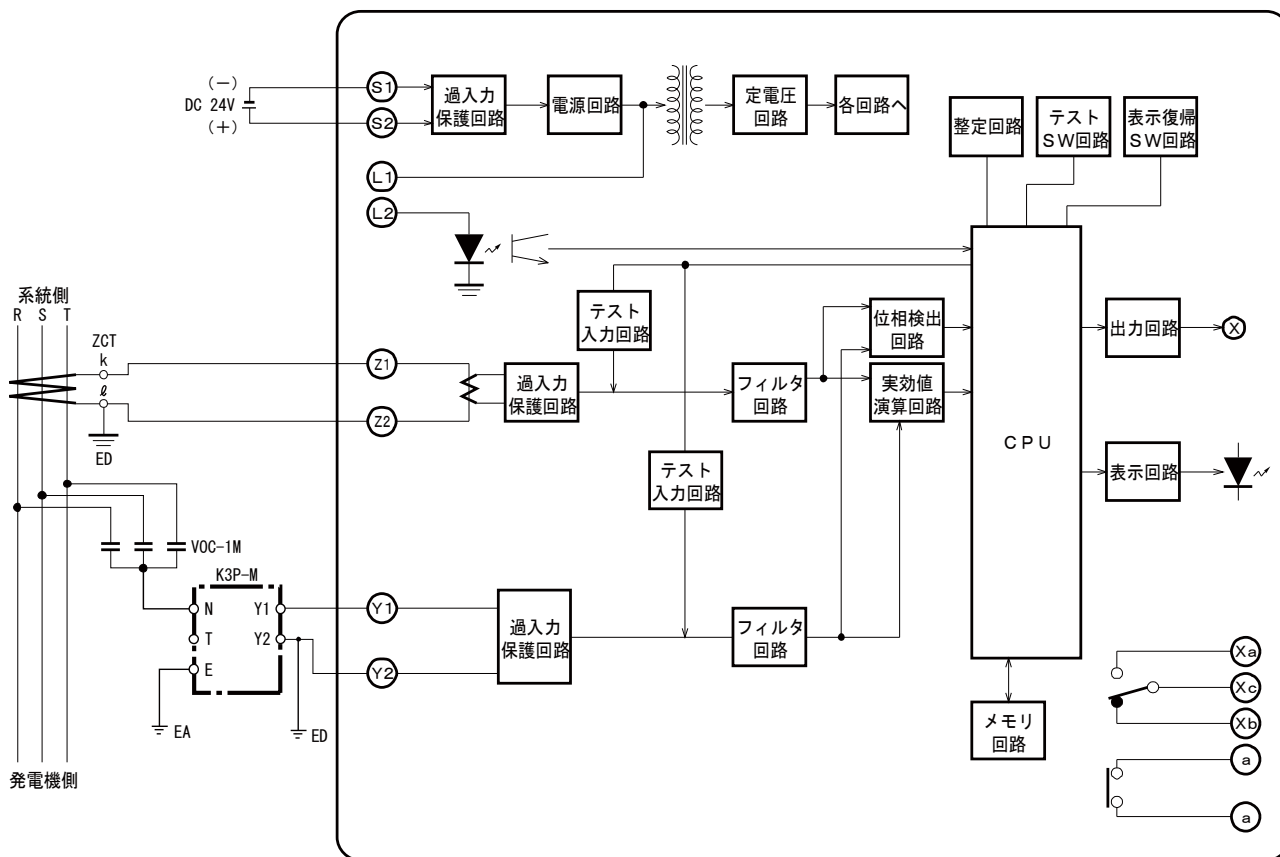 (－)
DC 24V
(＋)
S1
S2
過入力
保護回路
電源回路
定電圧
回路
各回路へ
L1
L2
整定回路
テスト
ＳＷ回路
表示復帰
ＳＷ回路
系統側
R S T
ZCT
k
ℓ
ED
Z1
Z2
過入力
保護回路
テスト
入力回路
フィルタ
回路
位相検出
回路
実効値
演算回路
ＣＰＵ
出力回路
X
テスト
入力回路
表示回路
VOC-1M
K3P-M
N
T
E
Y1
Y2
EA
ED
Y1
Y2
過入力
保護回路
フィルタ
回路
メモリ
回路
Xa
Xc
Xb
a
a
発電機側